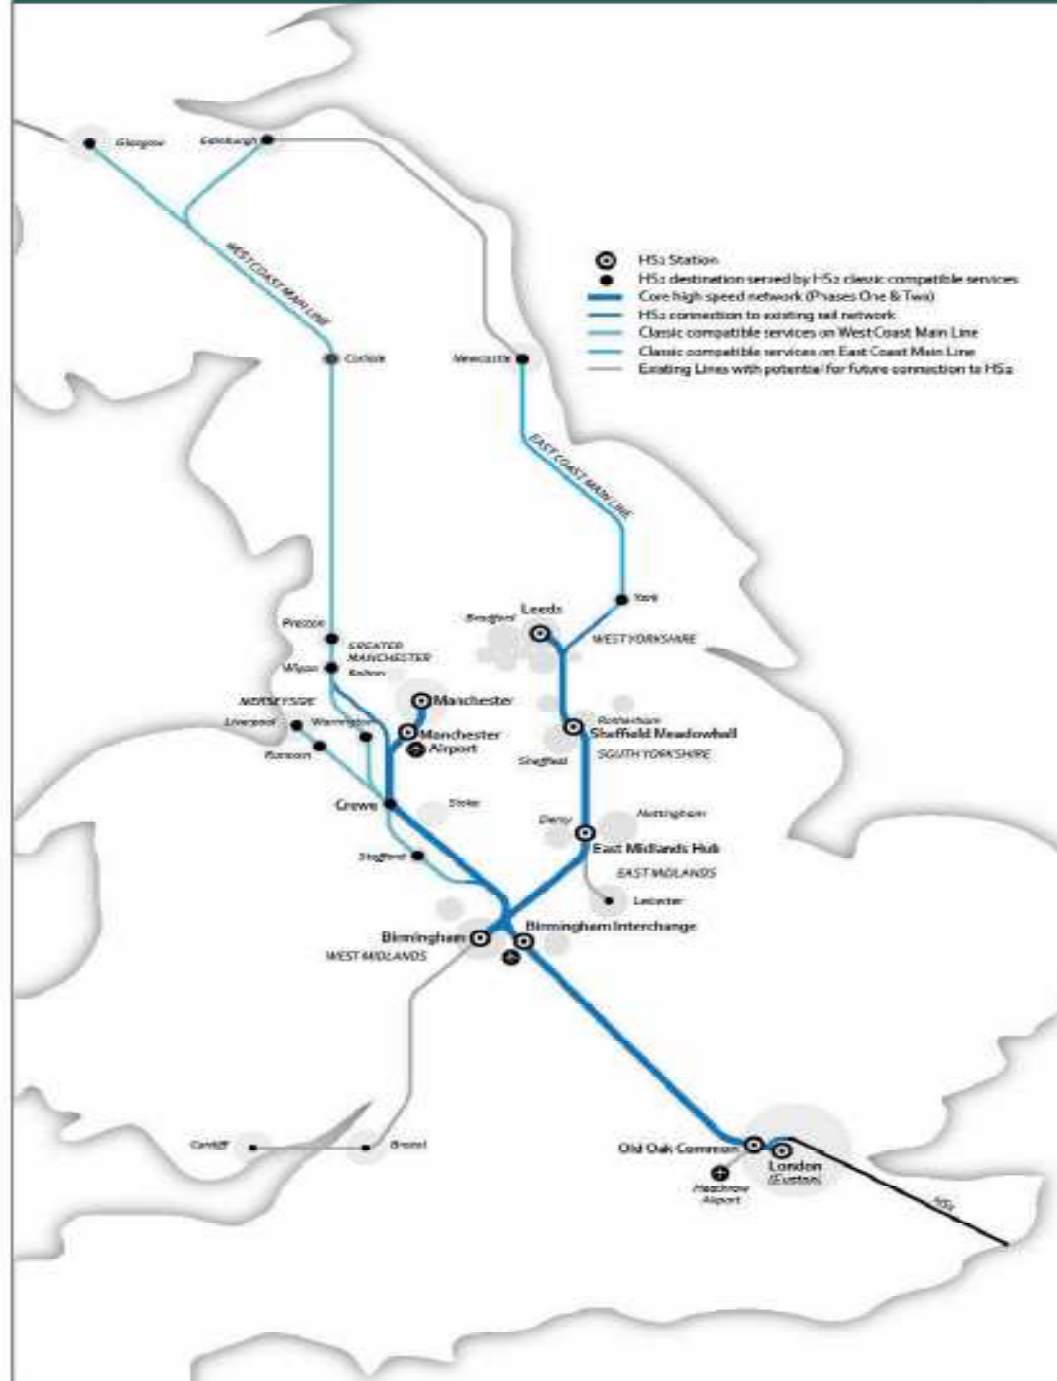 Glasgow
Edinburgh
WEST COAST MAIN LINE
HS2 Station
HS2 destination served by HS2 classic compatible services
Core high speed network (Phases One & Two)
HS2 connection to existing rail network
Classic compatible services on West Coast Main Line
Classic compatible services on East Coast Main Line
Existing Lines with potential for future connection to HS2
Carlisle
Newcastle
EAST COAST MAIN LINE
York
Leeds
Bradford
WEST YORKSHIRE
Preston
GREATER
MANCHESTER
Wigan
Bolton
MERSEYSIDE
Manchester
Liverpool
Warrington
Manchester
Airport
Runcorn
Rotherham
Sheffield Meadowhall
SOUTH YORKSHIRE
Sheffield
Crewe
Stoke
Derby
Nottingham
East Midlands Hub
Stafford
EAST MIDLANDS
Leicester
Birmingham Interchange
Birmingham
WEST MIDLANDS
Cardiff
Bristol
Old Oak Common
London
(Euston)
Heathrow
Airport